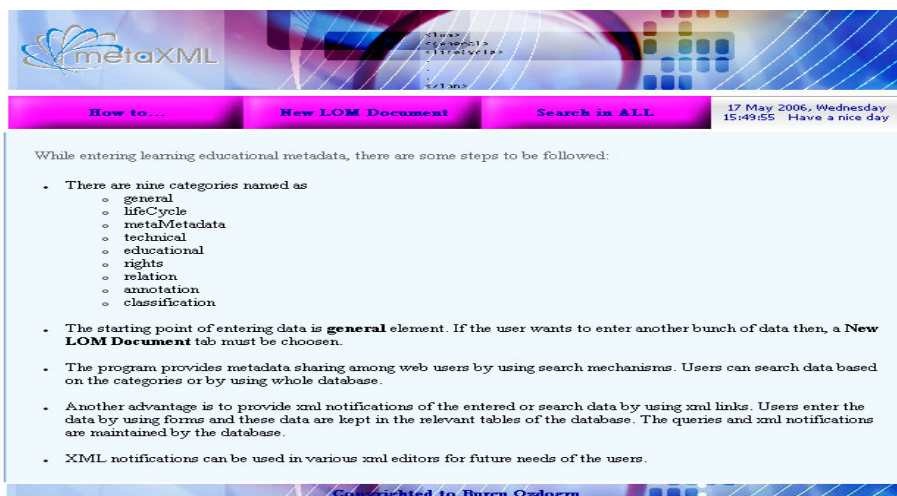 <lom>
<general>
<lifeCycle>
.
.
</lom>
metaXML
How to...
New LOM Document
Search in ALL
17 May 2006, Wednesday
15:49:55 Have a nice day
While entering learning educational metadata, there are some steps to be followed:
• There are nine categories named as
o general
o lifeCycle
o metaMetadata
o technical
o educational
o rights
o relation
o annotation
o classification
• The starting point of entering data is general element. If the user wants to enter another bunch of data then, a New
LOM Document tab must be choosen.
• The program provides metadata sharing among web users by using search mechanisms. Users can search data based
on the categories or by using whole database.
• Another advantage is to provide xml notifications of the entered or search data by using xml links. Users enter the
data by using forms and these data are kept in the relevant tables of the database. The queries and xml notifications
are maintained by the database.
• XML notifications can be used in various xml editors for future needs of the users.
Copyrighted to Burcu Ozdogru